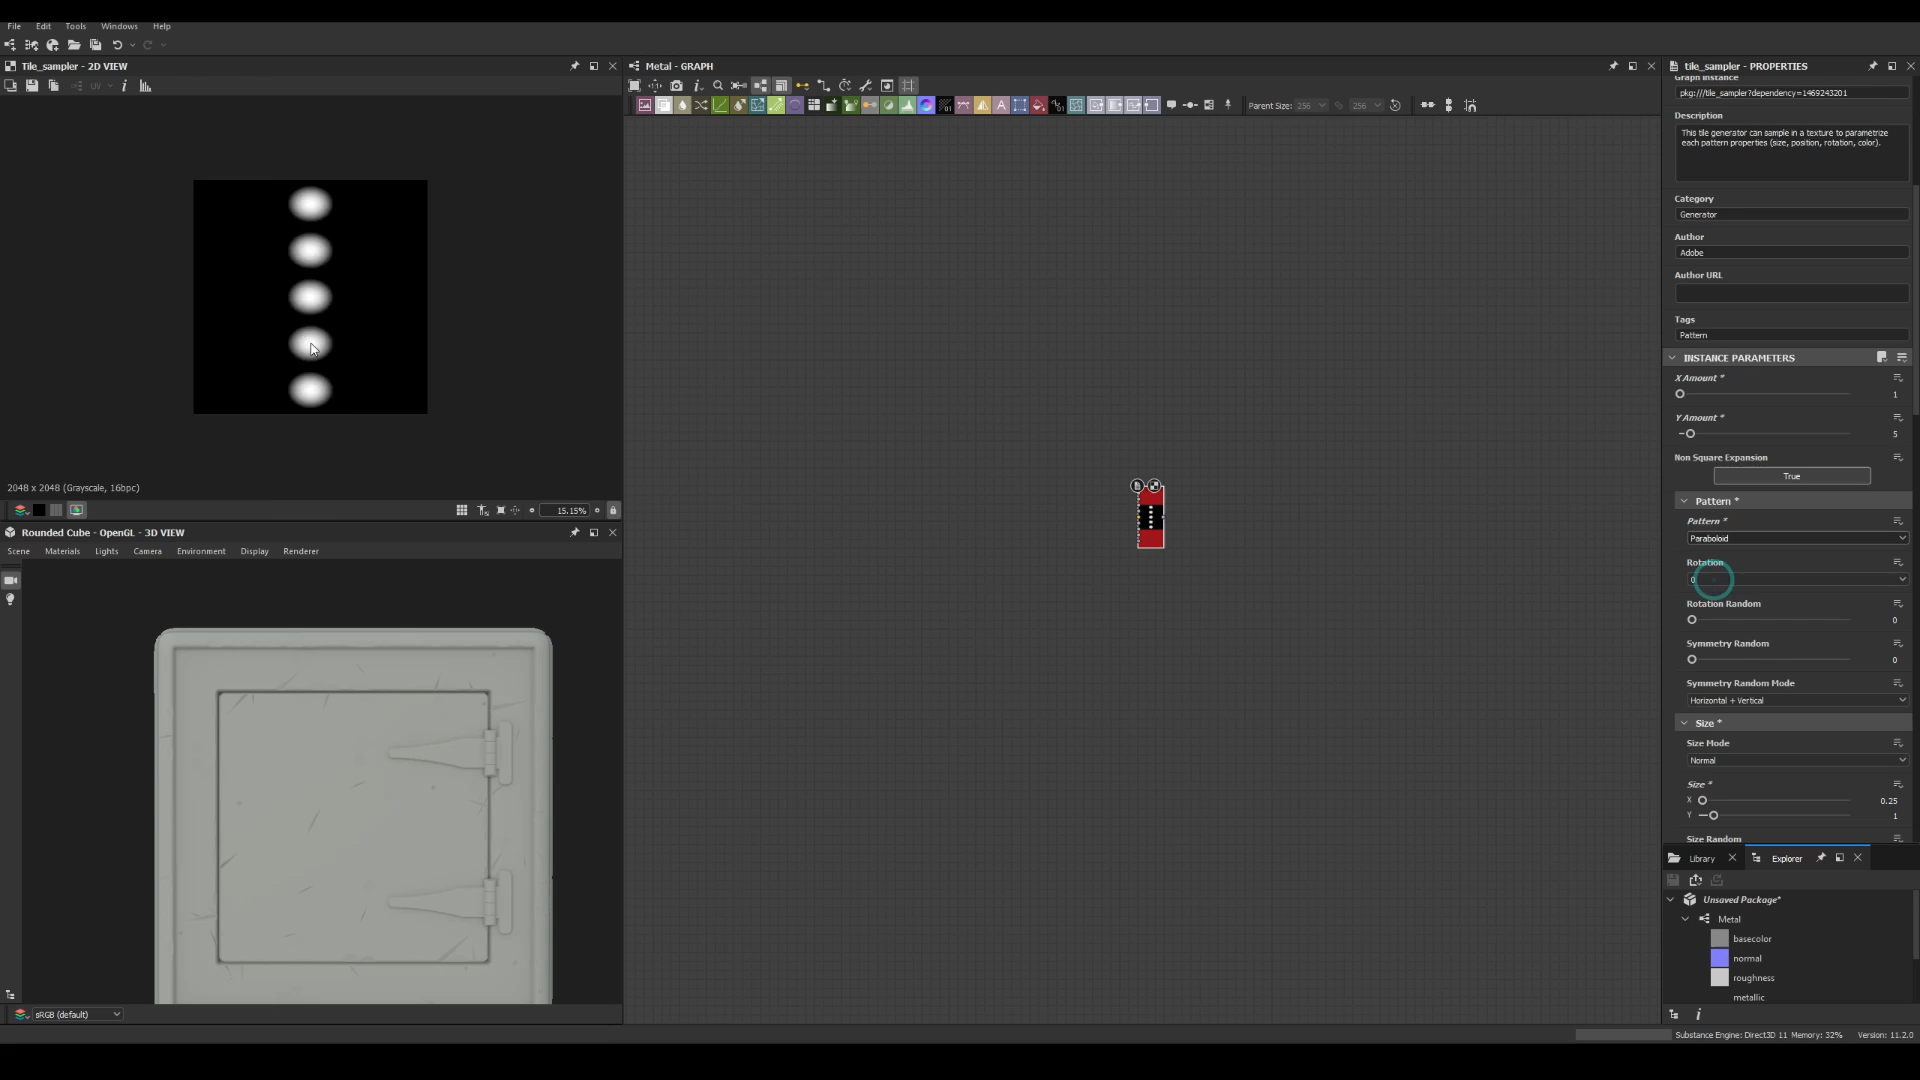 File Edit Tools Windows Help
Tile_sampler - 2D VIEW
UV
2048 x 2048 (Grayscale, 16bpc)
15.15%
Rounded Cube - OpenGL - 3D VIEW
Scene Materials Lights Camera Environment Display Renderer
sRGB (default)
Metal - GRAPH
Parent Size: 256 256
tile_sampler - PROPERTIES
Graph Instance
pkg:///tile_sampler?dependency=1469243201
Description
This tile generator can sample in a texture to parametrize
each pattern properties (size, position, rotation, color).
Category
Generator
Author
Adobe
Author URL
Tags
Pattern
INSTANCE PARAMETERS
X Amount *
1
Y Amount *
5
Non Square Expansion
True
Pattern *
Pattern *
Paraboloid
Rotation
0
Rotation Random
0
Symmetry Random
0
Symmetry Random Mode
Horizontal + Vertical
Size *
Size Mode
Normal
Size *
X 0.25
Y 1
Size Random
Library Explorer
Unsaved Package*
Metal
basecolor
normal
roughness
metallic
Substance Engine: Direct3D 11 Memory: 32% Version: 11.2.0